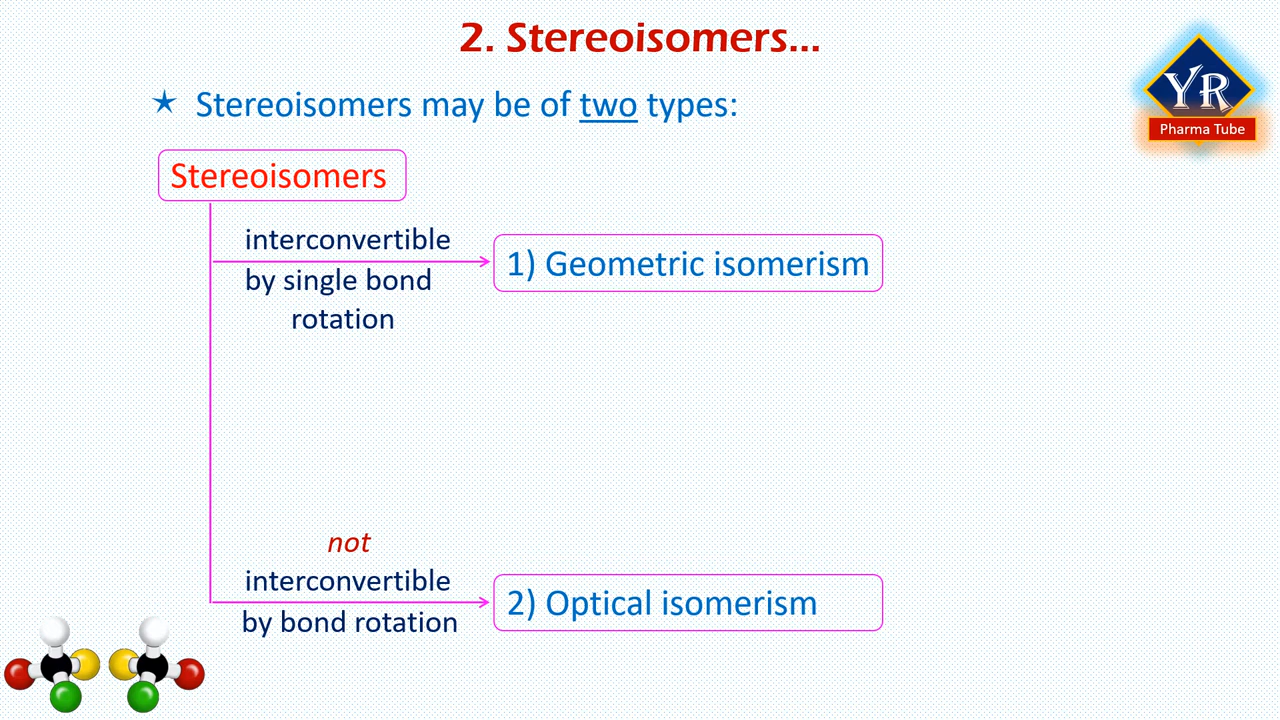 2. Stereoisomers...
YR
Pharma Tube
★ Stereoisomers may be of two types:
Stereoisomers
interconvertible
by single bond
rotation
1) Geometric isomerism
not
interconvertible
by bond rotation
2) Optical isomerism